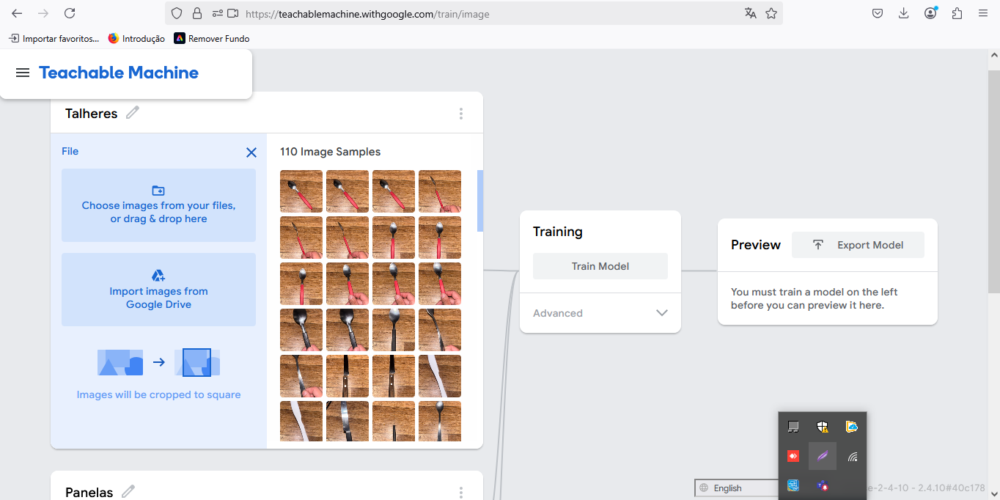 https://teachablemachine.withgoogle.com/train/image
Importar favoritos...
Introdução
Remover Fundo
Teachable Machine
Talheres
File
Choose images from your files,
or drag & drop here
Import images from
Google Drive
Images will be cropped to square
110 Image Samples
Training
Train Model
Advanced
Preview
Export Model
You must train a model on the left
before you can preview it here.
Panelas
English
e-2-4-10 - 2.4.10#40c178